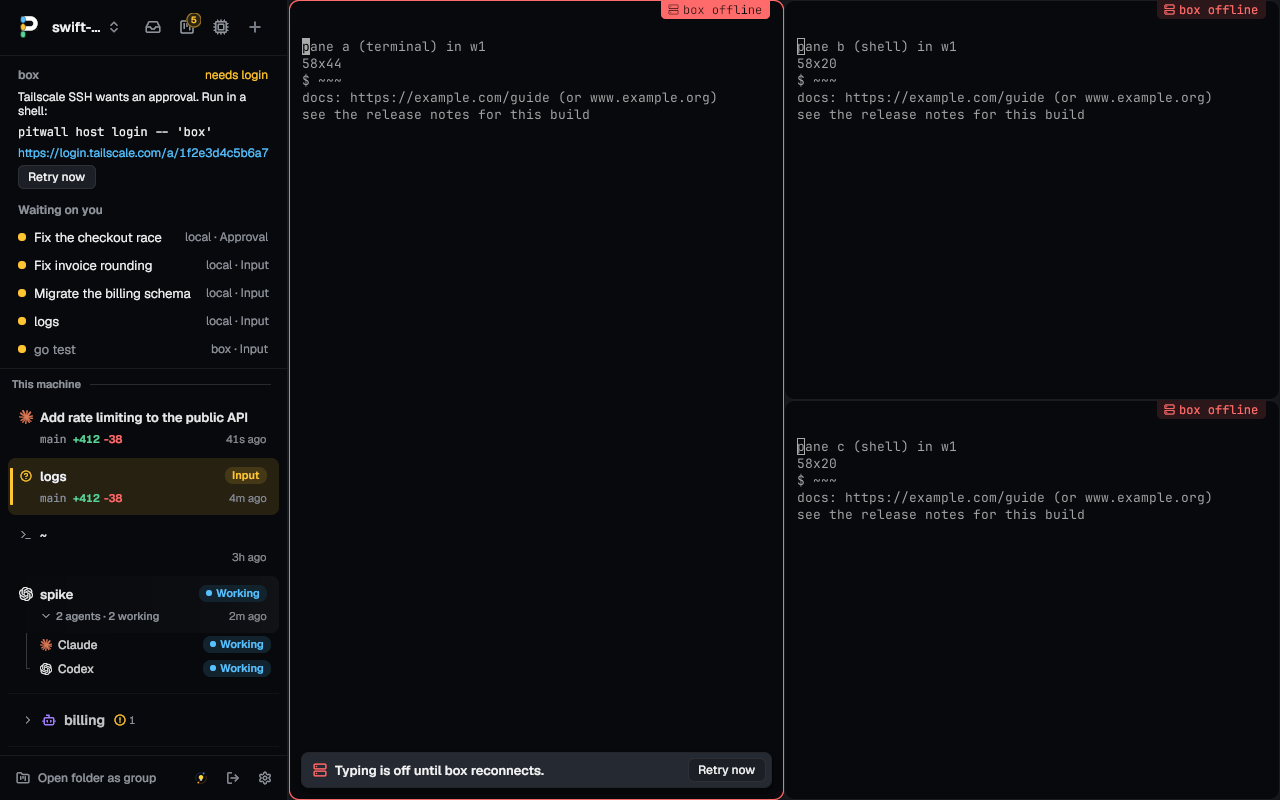 swift-...
5
box
needs login
Tailscale SSH wants an approval. Run in a
shell:
pitwall host login -- 'box'
https://login.tailscale.com/a/1f2e3d4c5b6a7
Retry now
Waiting on you
Fix the checkout race
local · Approval
Fix invoice rounding
local · Input
Migrate the billing schema
local · Input
logs
local · Input
go test
box · Input
This machine
Add rate limiting to the public API
main +412 -38
41s ago
logs
Input
main +412 -38
4m ago
~
3h ago
spike
Working
2 agents · 2 working
2m ago
Claude
Working
Codex
Working
billing
1
Open folder as group
box offline
pane a (terminal) in w1
58x44
$ ~~~
docs: https://example.com/guide (or www.example.org)
see the release notes for this build
Typing is off until box reconnects.
Retry now
box offline
pane b (shell) in w1
58x20
$ ~~~
docs: https://example.com/guide (or www.example.org)
see the release notes for this build
box offline
pane c (shell) in w1
58x20
$ ~~~
docs: https://example.com/guide (or www.example.org)
see the release notes for this build